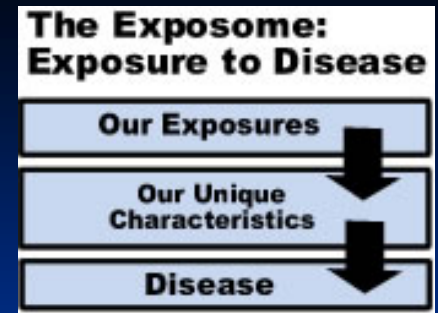 The Exposome:
Exposure to Disease
Our Exposures
Our Unique
Characteristics
Disease